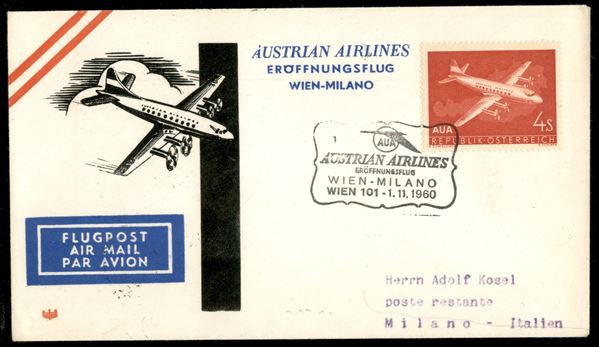 AUSTRIAN AIRLINES
ERÖFFNUNGSFLUG
WIEN-MILANO
AUA
4S
REPUBLIK·ÖSTERREICH
1
AUA
AUSTRIAN AIRLINES
ERÖFFNUNGSFLUG
WIEN - MILANO
WIEN 101 -1.11.1960
FLUGPOST
AIR MAIL
PAR AVION
Herrn Adolf Kosel
poste restante
Milano - Italien